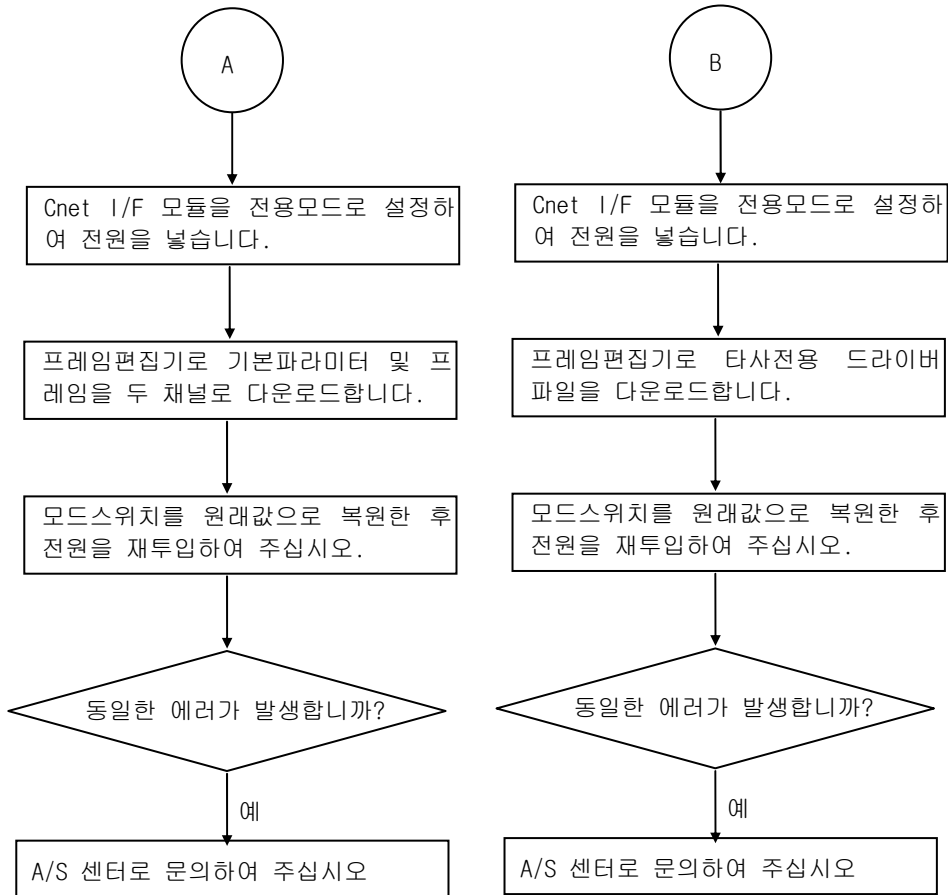 A
Cnet I/F 모듈을 전용모드로 설정하
여 전원을 넣습니다.
프레임편집기로 기본파라미터 및 프
레임을 두 채널로 다운로드합니다.
모드스위치를 원래값으로 복원한 후
전원을 재투입하여 주십시오.
동일한 에러가 발생합니까?
예
A/S 센터로 문의하여 주십시오
B
Cnet I/F 모듈을 전용모드로 설정하
여 전원을 넣습니다.
프레임편집기로 타사전용 드라이버
파일을 다운로드합니다.
모드스위치를 원래값으로 복원한 후
전원을 재투입하여 주십시오.
동일한 에러가 발생합니까?
예
A/S 센터로 문의하여 주십시오